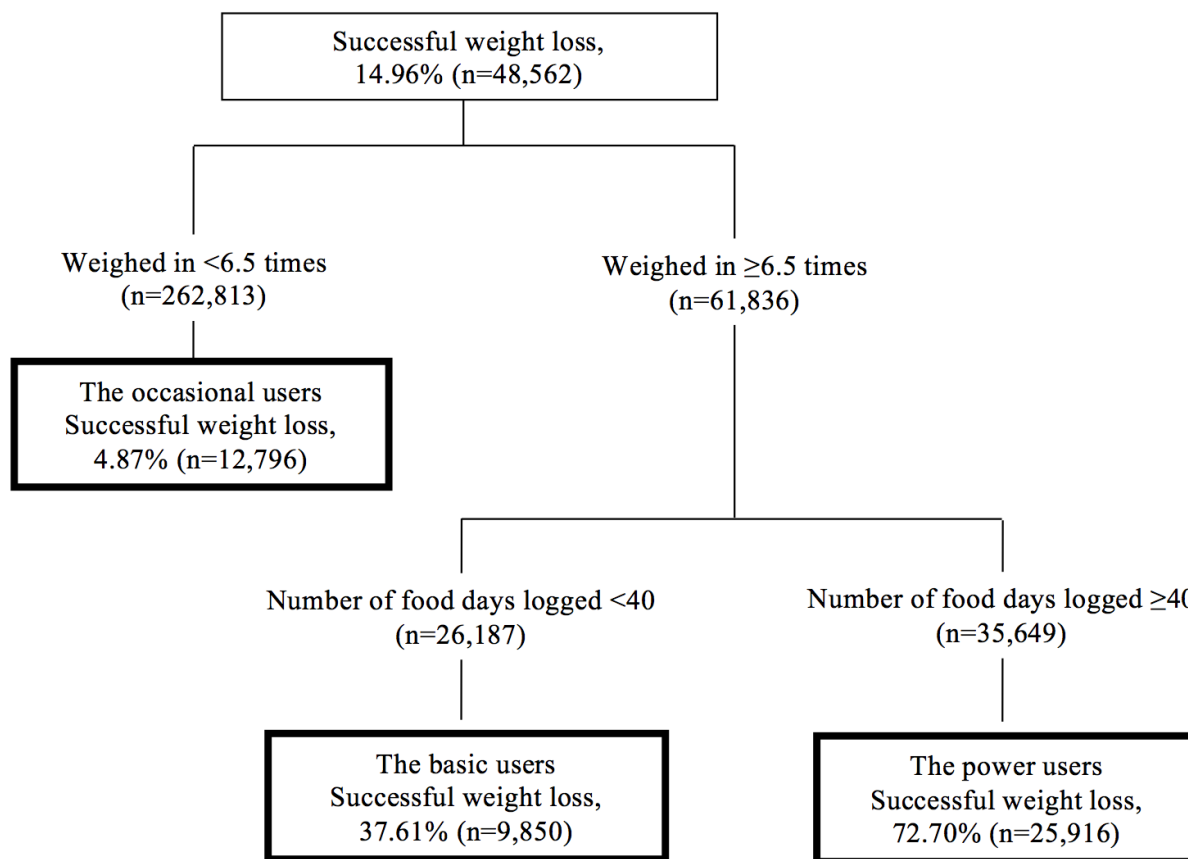 Successful weight loss,
14.96% (n=48,562)
Weighed in <6.5 times
(n=262,813)
Weighed in ≥6.5 times
(n=61,836)
The occasional users
Successful weight loss,
4.87% (n=12,796)
Number of food days logged <40
(n=26,187)
Number of food days logged ≥40
(n=35,649)
The basic users
Successful weight loss,
37.61% (n=9,850)
The power users
Successful weight loss,
72.70% (n=25,916)